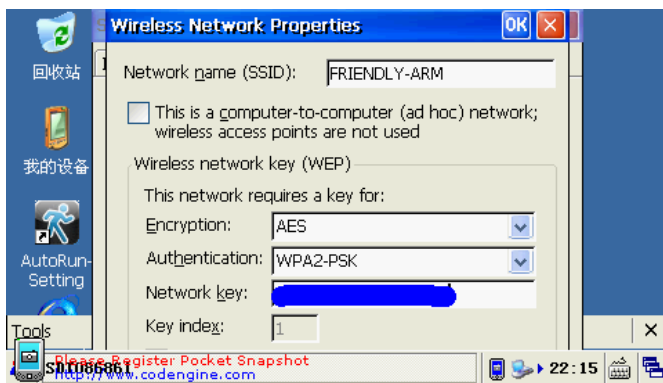 Wireless Network Properties
OK
回收站
Network name (SSID):
FRIENDLY-ARM
This is a computer-to-computer (ad hoc) network;
wireless access points are not used
我的设备
Wireless network key (WEP)
This network requires a key for:
Encryption:
AES
Authentication:
WPA2-PSK
AutoRun-
Setting
Network key:
Key index:
1
Tools
Please Register Pocket Snapshot
http://www.codengine.com
22:15